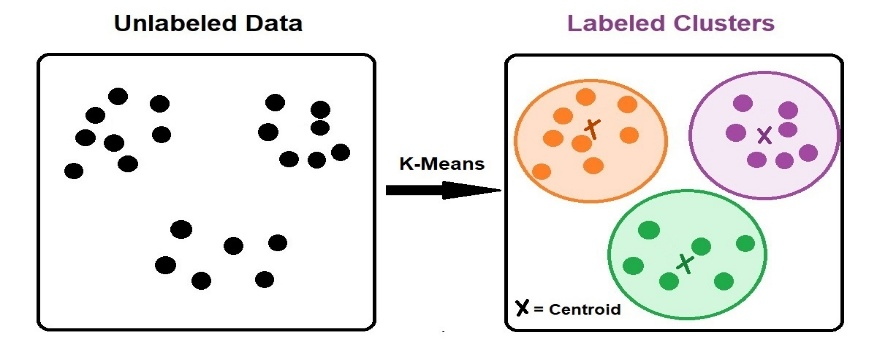 Unlabeled Data
Labeled Clusters
K-Means
X = Centroid